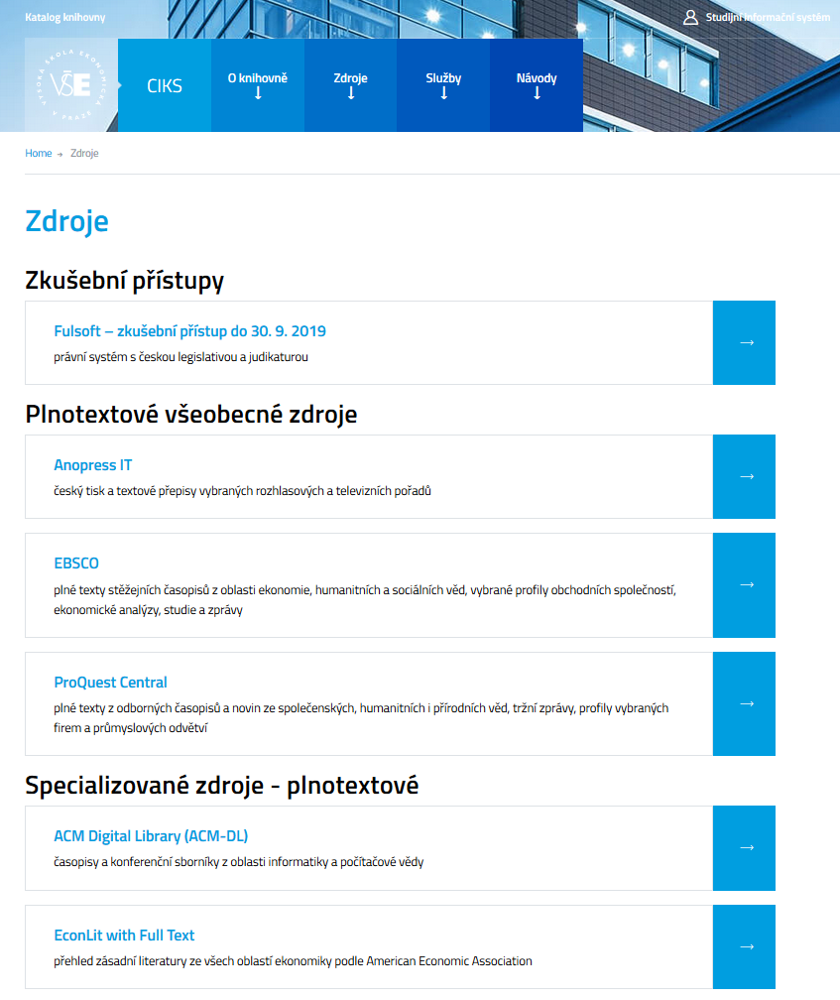 Katalog knihovny
Studijní informační systém
VYSOKÁ ŠKOLA EKONOMICKÁ V PRAZE
VŠE
CIKS
O knihovně
Zdroje
Služby
Návody
Home → Zdroje
Zdroje
Zkušební přístupy
Fulsoft – zkušební přístup do 30. 9. 2019
právní systém s českou legislativou a judikaturou
Plnotextové všeobecné zdroje
Anopress IT
český tisk a textové přepisy vybraných rozhlasových a televizních pořadů
EBSCO
plné texty stěžejních časopisů z oblasti ekonomie, humanitních a sociálních věd, vybrané profily obchodních společností,
ekonomické analýzy, studie a zprávy
ProQuest Central
plné texty z odborných časopisů a novin ze společenských, humanitních i přírodních věd, tržní zprávy, profily vybraných
firem a průmyslových odvětví
Specializované zdroje - plnotextové
ACM Digital Library (ACM-DL)
časopisy a konferenční sborníky z oblasti informatiky a počítačové vědy
EconLit with Full Text
přehled zásadní literatury ze všech oblastí ekonomiky podle American Economic Association